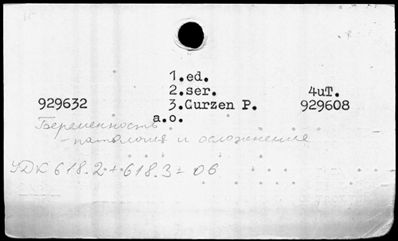 1.ed.
2.ser. 4uT.
929632 3.Curzen P. 929608
a.o.
Беременность -
- патология и осложнения
УДК 618.2 + 618.3 = 06